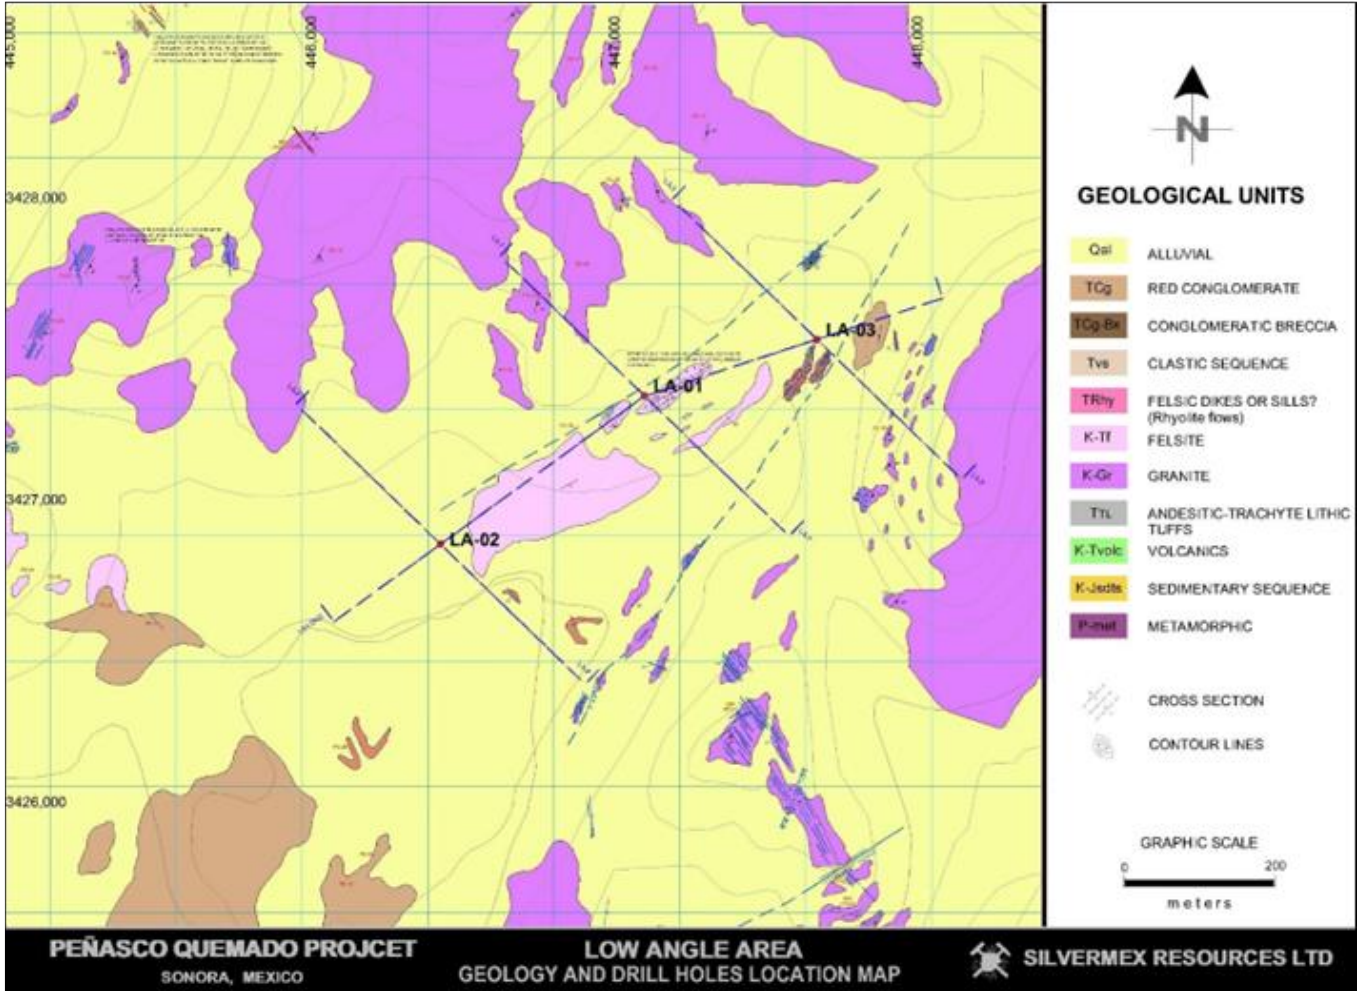 445,000
446,000
447,000
448,000
3428,000
3427,000
3426,000
LA-03
LA-01
LA-02
N
GEOLOGICAL UNITS
Qal ALLUVIAL
TCg RED CONGLOMERATE
TCg-Bx CONGLOMERATIC BRECCIA
Tvs CLASTIC SEQUENCE
TRhy FELSIC DIKES OR SILLS?
(Rhyolite flows)
K-Tf FELSITE
K-Gr GRANITE
TTL ANDESITIC-TRACHYTE LITHIC
TUFFS
K-Tvolc VOLCANICS
K-Jsdts SEDIMENTARY SEQUENCE
P-met METAMORPHIC
CROSS SECTION
CONTOUR LINES
GRAPHIC SCALE
0 200
meters
PEÑASCO QUEMADO PROJCET
SONORA, MEXICO
LOW ANGLE AREA
GEOLOGY AND DRILL HOLES LOCATION MAP
SILVERMEX RESOURCES LTD